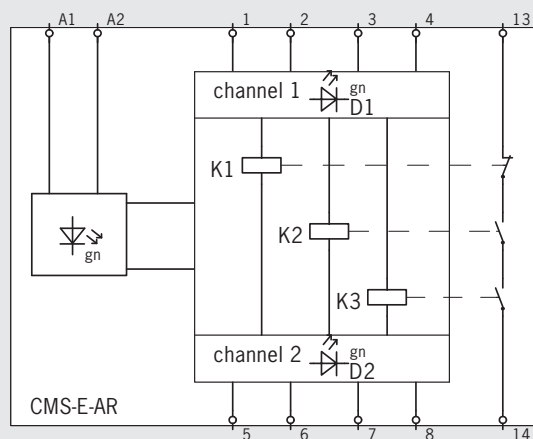 A1 A2 1 2 3 4 13
channel 1 gn
D1
K1
K2
gn
K3
channel 2 gn
D2
CMS-E-AR
5 6 7 8 14